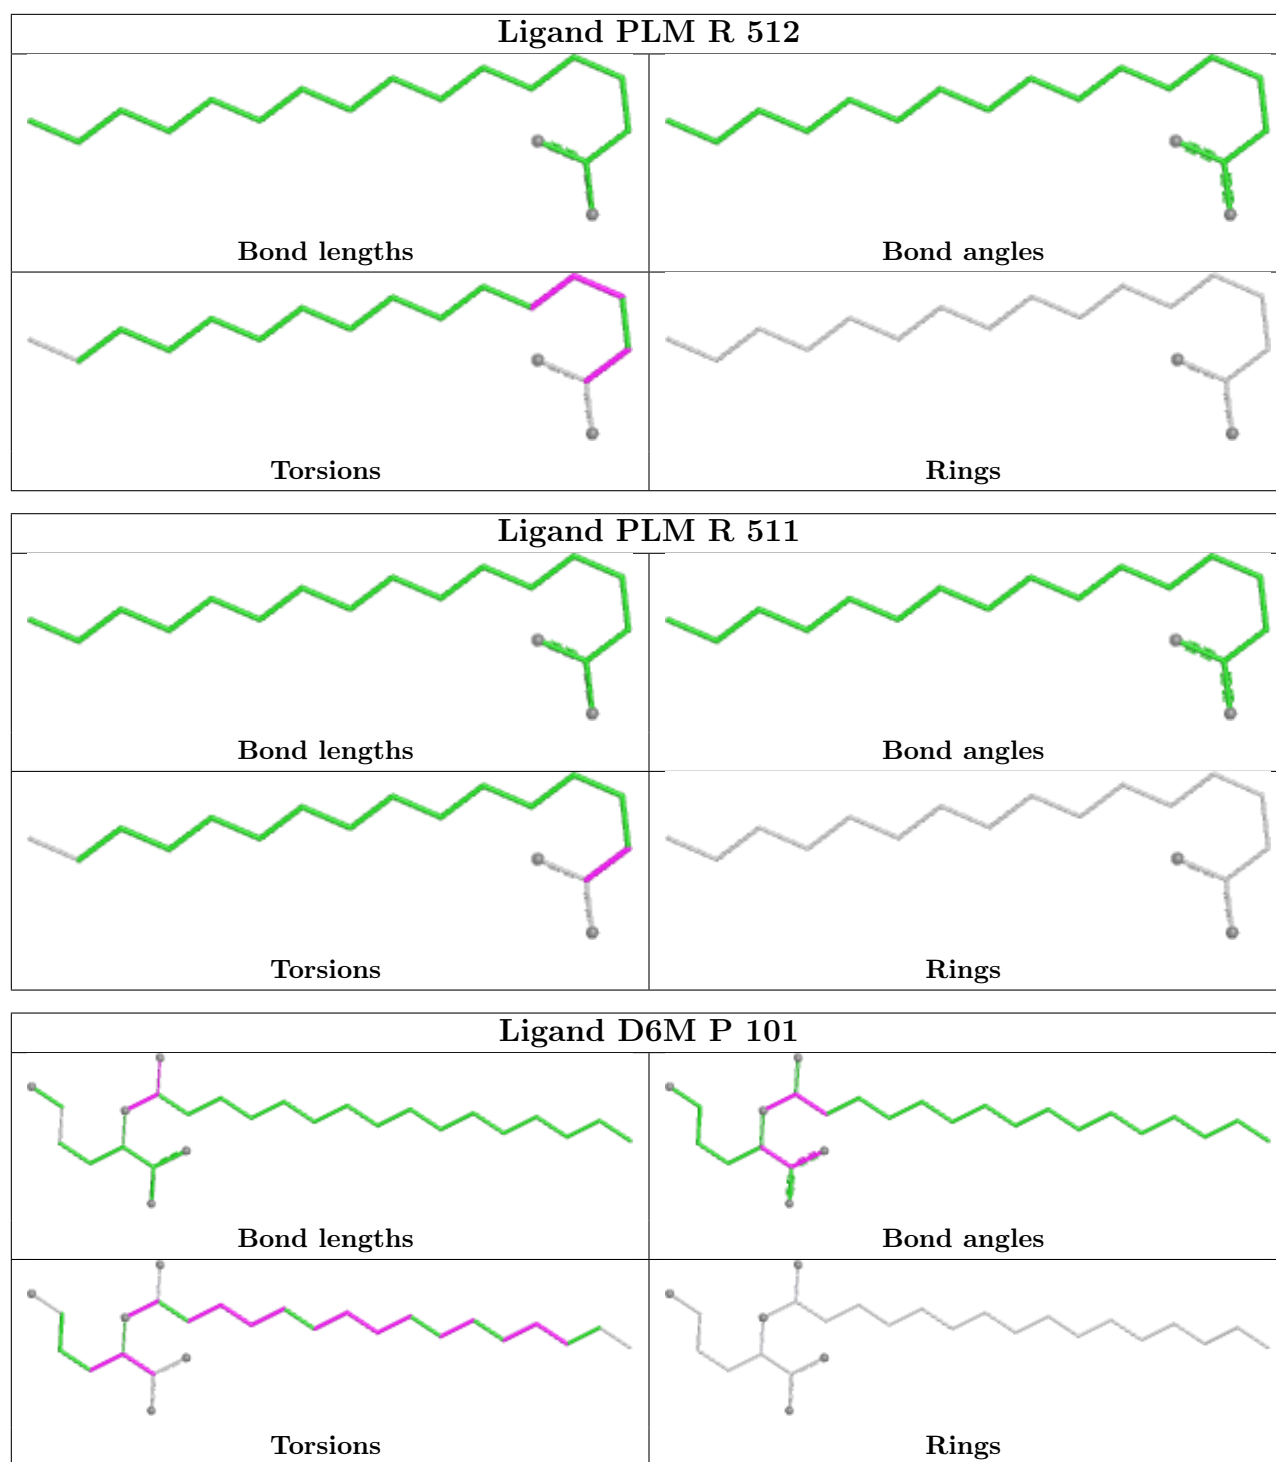 Ligand PLM R 512
Bond lengths
Bond angles
Torsions
Rings
Ligand PLM R 511
Bond lengths
Bond angles
Torsions
Rings
Ligand D6M P 101
Bond lengths
Bond angles
Torsions
Rings